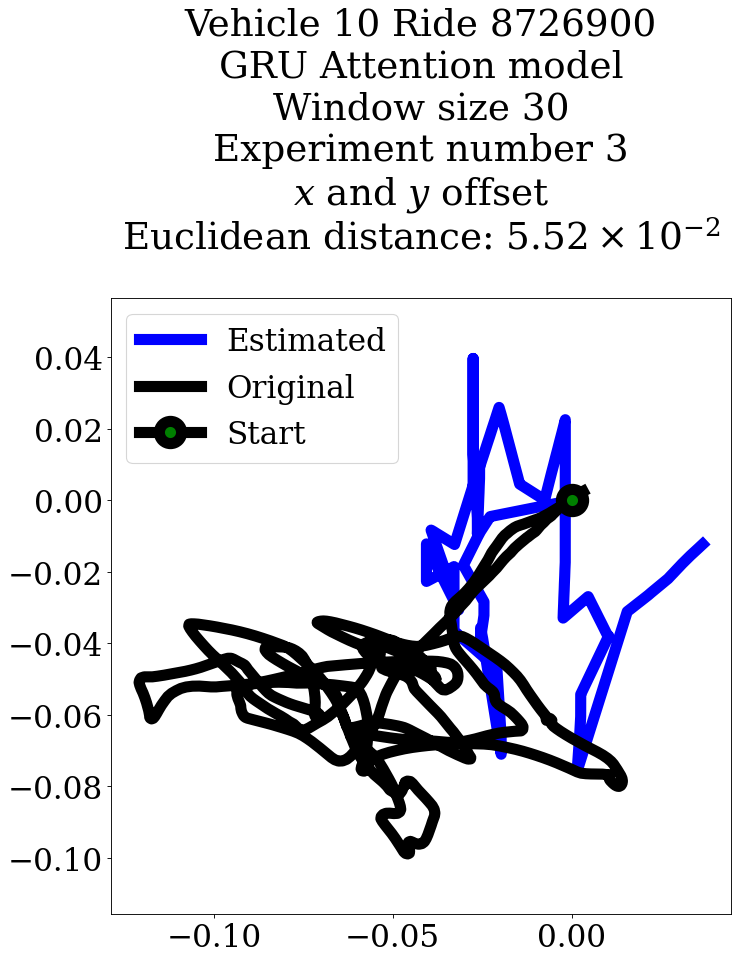 Vehicle 10 Ride 8726900
GRU Attention model
Window size 30
Experiment number 3
x and y offset
Euclidean distance: 5.52 × 10⁻²
Estimated
Original
Start
0.04
0.02
0.00
−0.02
−0.04
−0.06
−0.08
−0.10
−0.10 −0.05 0.00